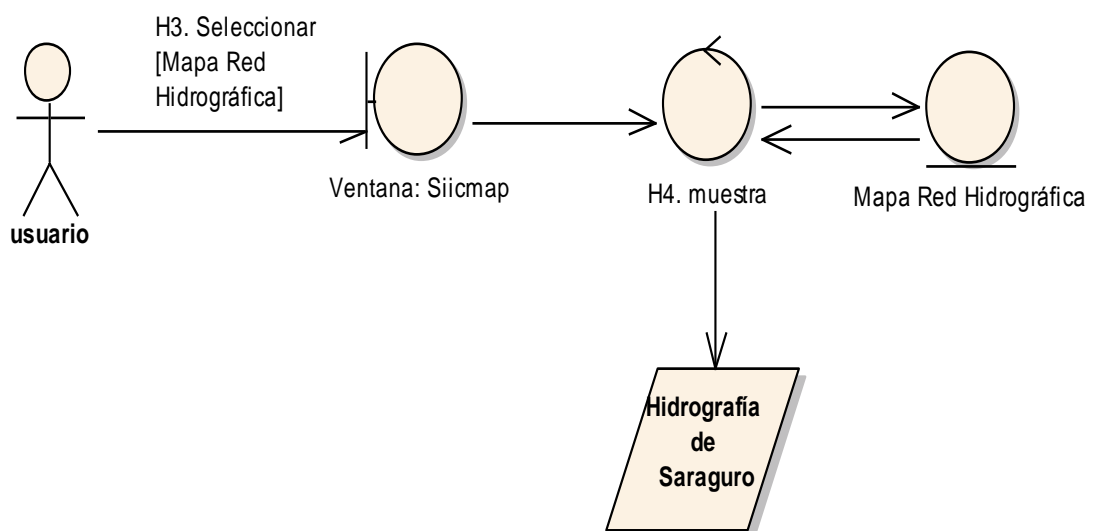 H3. Seleccionar
[Mapa Red
Hidrográfica]
usuario
Ventana: Siicmap
H4. muestra
Mapa Red Hidrográfica
Hidrografía
de
Saraguro